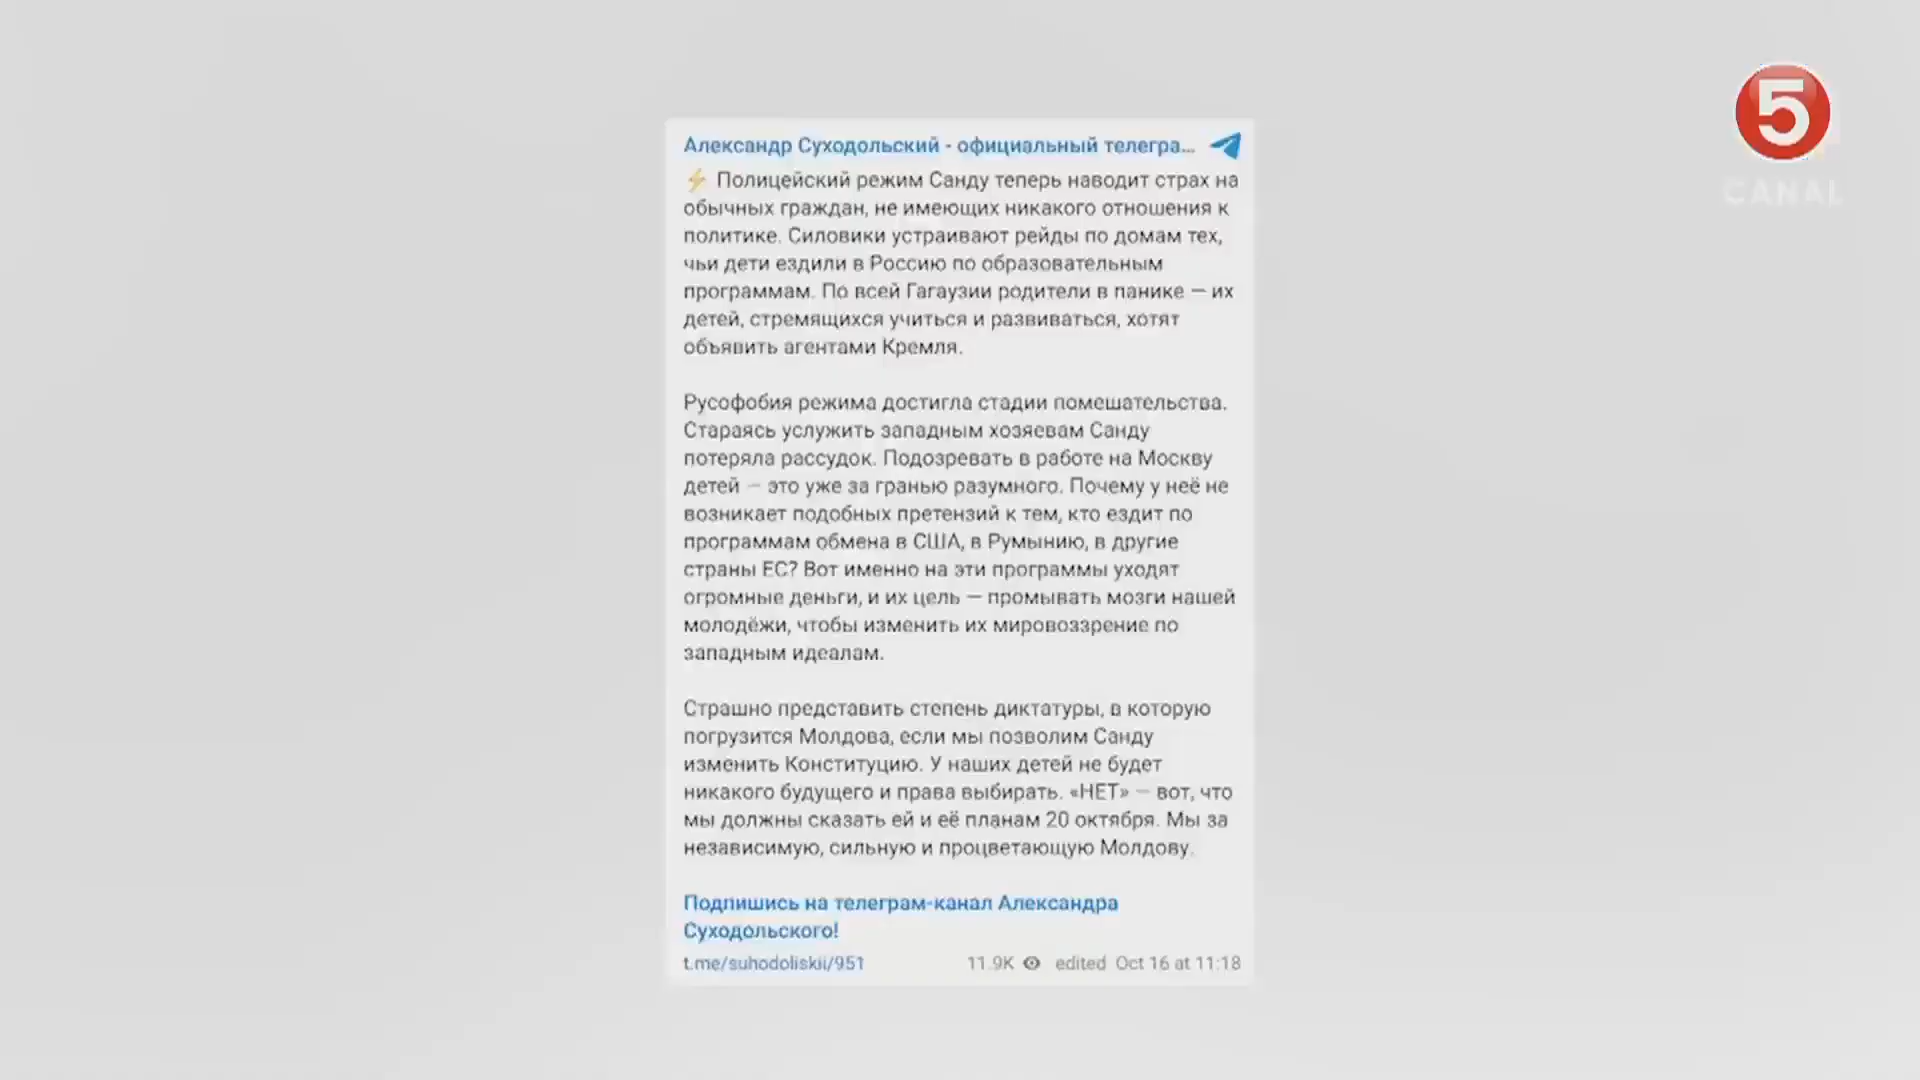 Александр Суходольский - официальный телегра...
⚡ Полицейский режим Санду теперь наводит страх на
обычных граждан, не имеющих никакого отношения к
политике. Силовики устраивают рейды по домам тех,
чьи дети ездили в Россию по образовательным
программам. По всей Гагаузии родители в панике — их
детей, стремящихся учиться и развиваться, хотят
объявить агентами Кремля.
Русофобия режима достигла стадии помешательства.
Стараясь услужить западным хозяевам Санду
потеряла рассудок. Подозревать в работе на Москву
детей — это уже за гранью разумного. Почему у неё не
возникает подобных претензий к тем, кто ездит по
программам обмена в США, в Румынию, в другие
страны ЕС? Вот именно на эти программы уходят
огромные деньги, и их цель — промывать мозги нашей
молодёжи, чтобы изменить их мировоззрение по
западным идеалам.
Страшно представить степень диктатуры, в которую
погрузится Молдова, если мы позволим Санду
изменить Конституцию. У наших детей не будет
никакого будущего и права выбирать. «НЕТ» — вот, что
мы должны сказать ей и её планам 20 октября. Мы за
независимую, сильную и процветающую Молдову.
Подпишись на телеграм-канал Александра
Суходольского!
t.me/suhodoliskii/951 11.9K edited Oct 16 at 11:18
5
CANAL